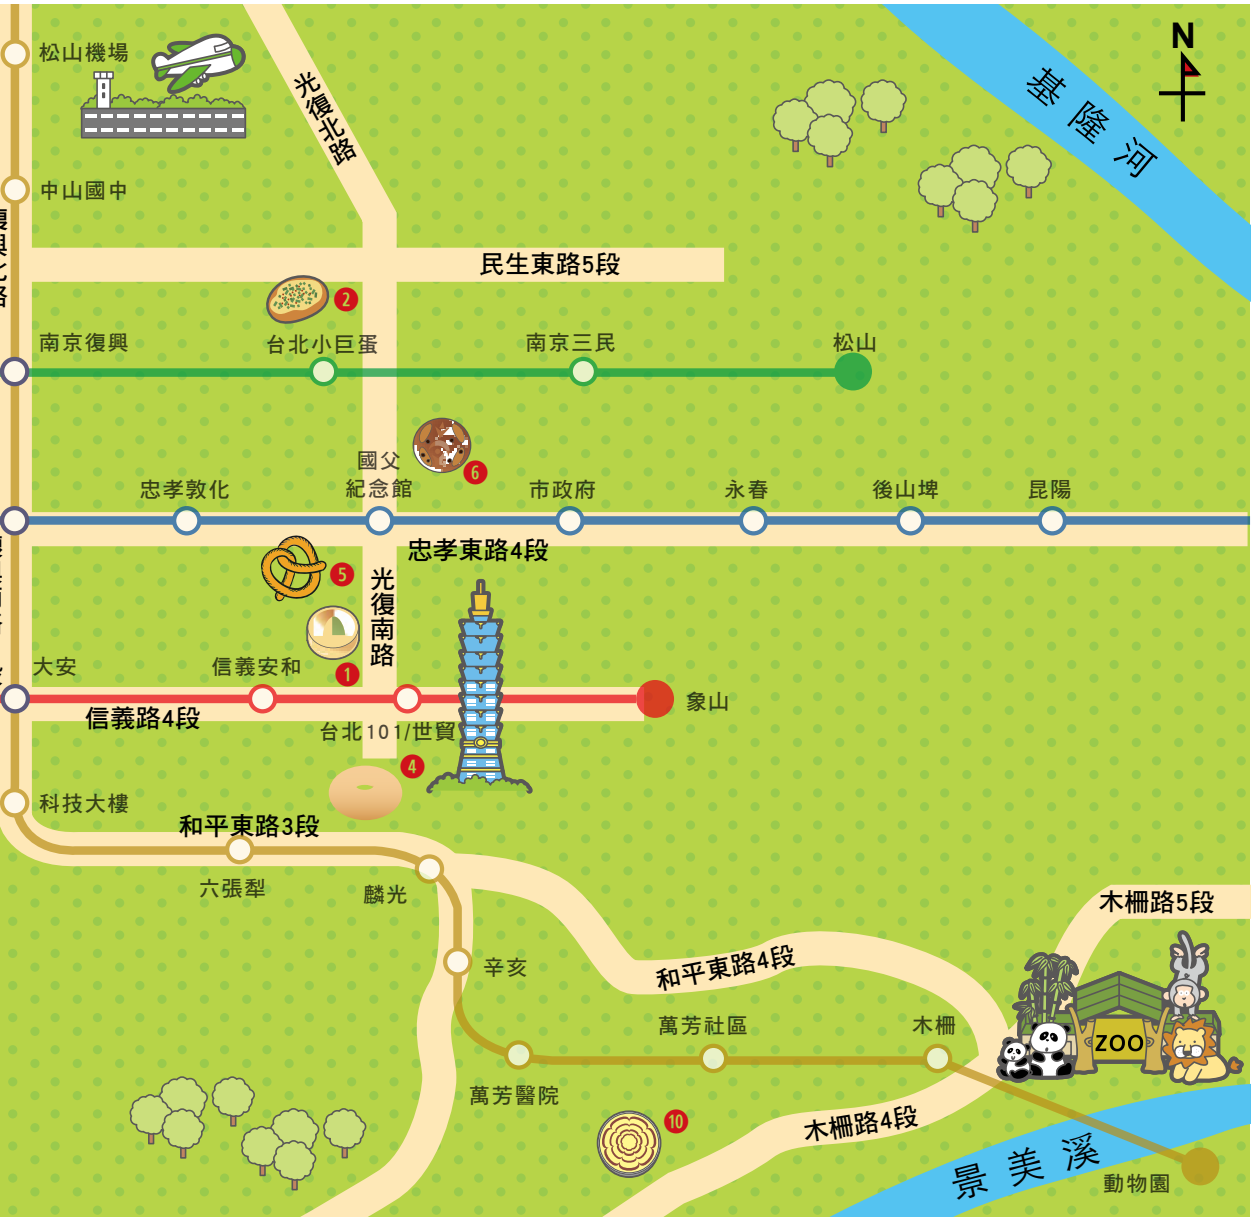 N
松山機場
光復北路
基隆河
中山國中
民生東路5段
2
南京復興
台北小巨蛋
南京三民
松山
國父
紀念館
6
忠孝敦化
市政府
永春
後山埤
昆陽
忠孝東路4段
5
光復南路
1
大安
信義安和
象山
信義路4段
台北101/世貿
4
科技大樓
和平東路3段
六張犁
麟光
木柵路5段
辛亥
和平東路4段
萬芳社區
木柵
ZOO
萬芳醫院
10
木柵路4段
景美溪
動物園